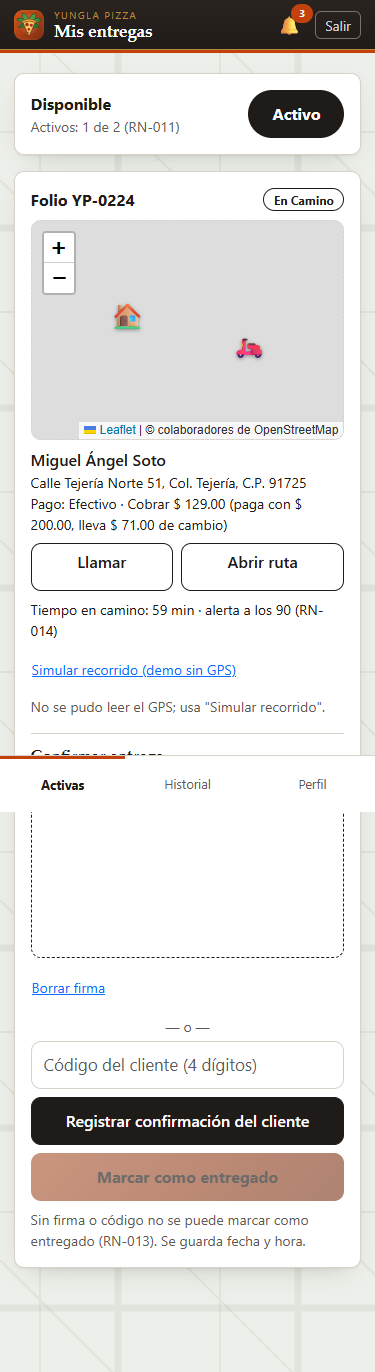 YUNGLA PIZZA
Mis entregas
3
Salir
Disponible
Activos: 1 de 2 (RN-011)
Activo
Folio YP-0224
En Camino
+
−
Leaflet | © colaboradores de OpenStreetMap
Miguel Ángel Soto
Calle Tejería Norte 51, Col. Tejería, C.P. 91725
Pago: Efectivo · Cobrar $ 129.00 (paga con $
200.00, lleva $ 71.00 de cambio)
Llamar
Abrir ruta
Tiempo en camino: 59 min · alerta a los 90 (RN-
014)
Simular recorrido (demo sin GPS)
No se pudo leer el GPS; usa "Simular recorrido".
Confirmar entrega
Activas
Historial
Perfil
Borrar firma
— o —
Código del cliente (4 dígitos)
Registrar confirmación del cliente
Marcar como entregado
Sin firma o código no se puede marcar como
entregado (RN-013). Se guarda fecha y hora.